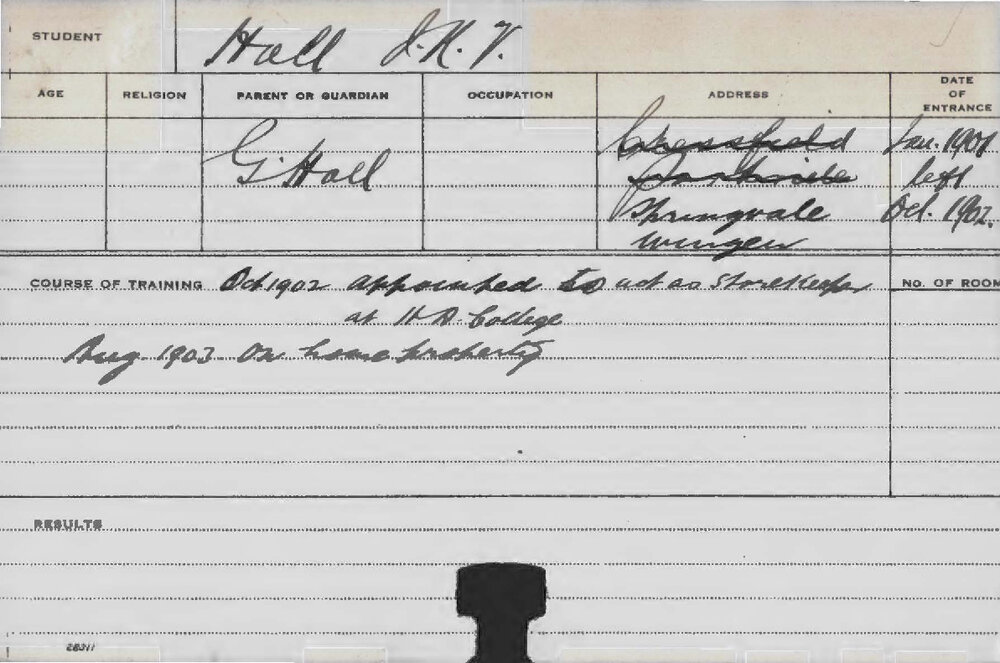 STUDENT Hall J.K.V.
AGE RELIGION PARENT OR GUARDIAN OCCUPATION ADDRESS DATE OF ENTRANCE
G. Hall Cressfield Jan. 1901
Parkville left
Springvale Oct. 1902.
Wingen
COURSE OF TRAINING Oct 1902 appointed to act as Storekeeper NO. OF ROOM
at H.A. College
Aug. 1903 On home property
RESULTS